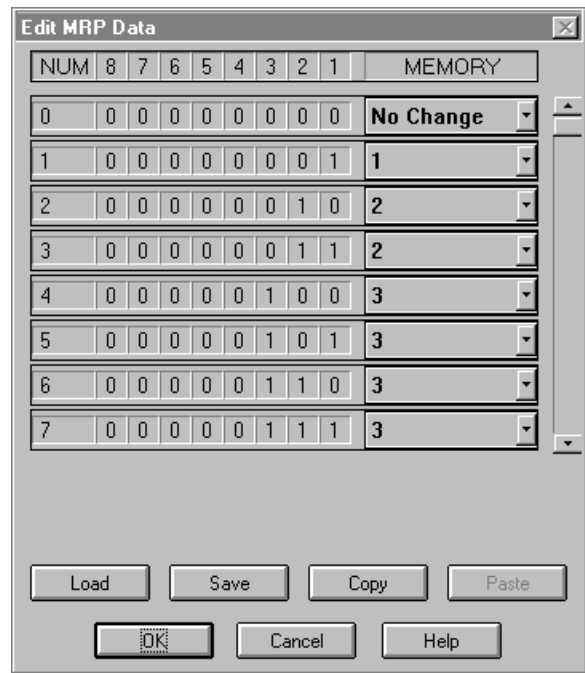 Edit MRP Data
NUM 8 7 6 5 4 3 2 1 MEMORY
0 0 0 0 0 0 0 0 0 No Change
1 0 0 0 0 0 0 0 1 1
2 0 0 0 0 0 0 1 0 2
3 0 0 0 0 0 0 1 1 2
4 0 0 0 0 0 1 0 0 3
5 0 0 0 0 0 1 0 1 3
6 0 0 0 0 0 1 1 0 3
7 0 0 0 0 0 1 1 1 3
Load Save Copy Paste
OK Cancel Help